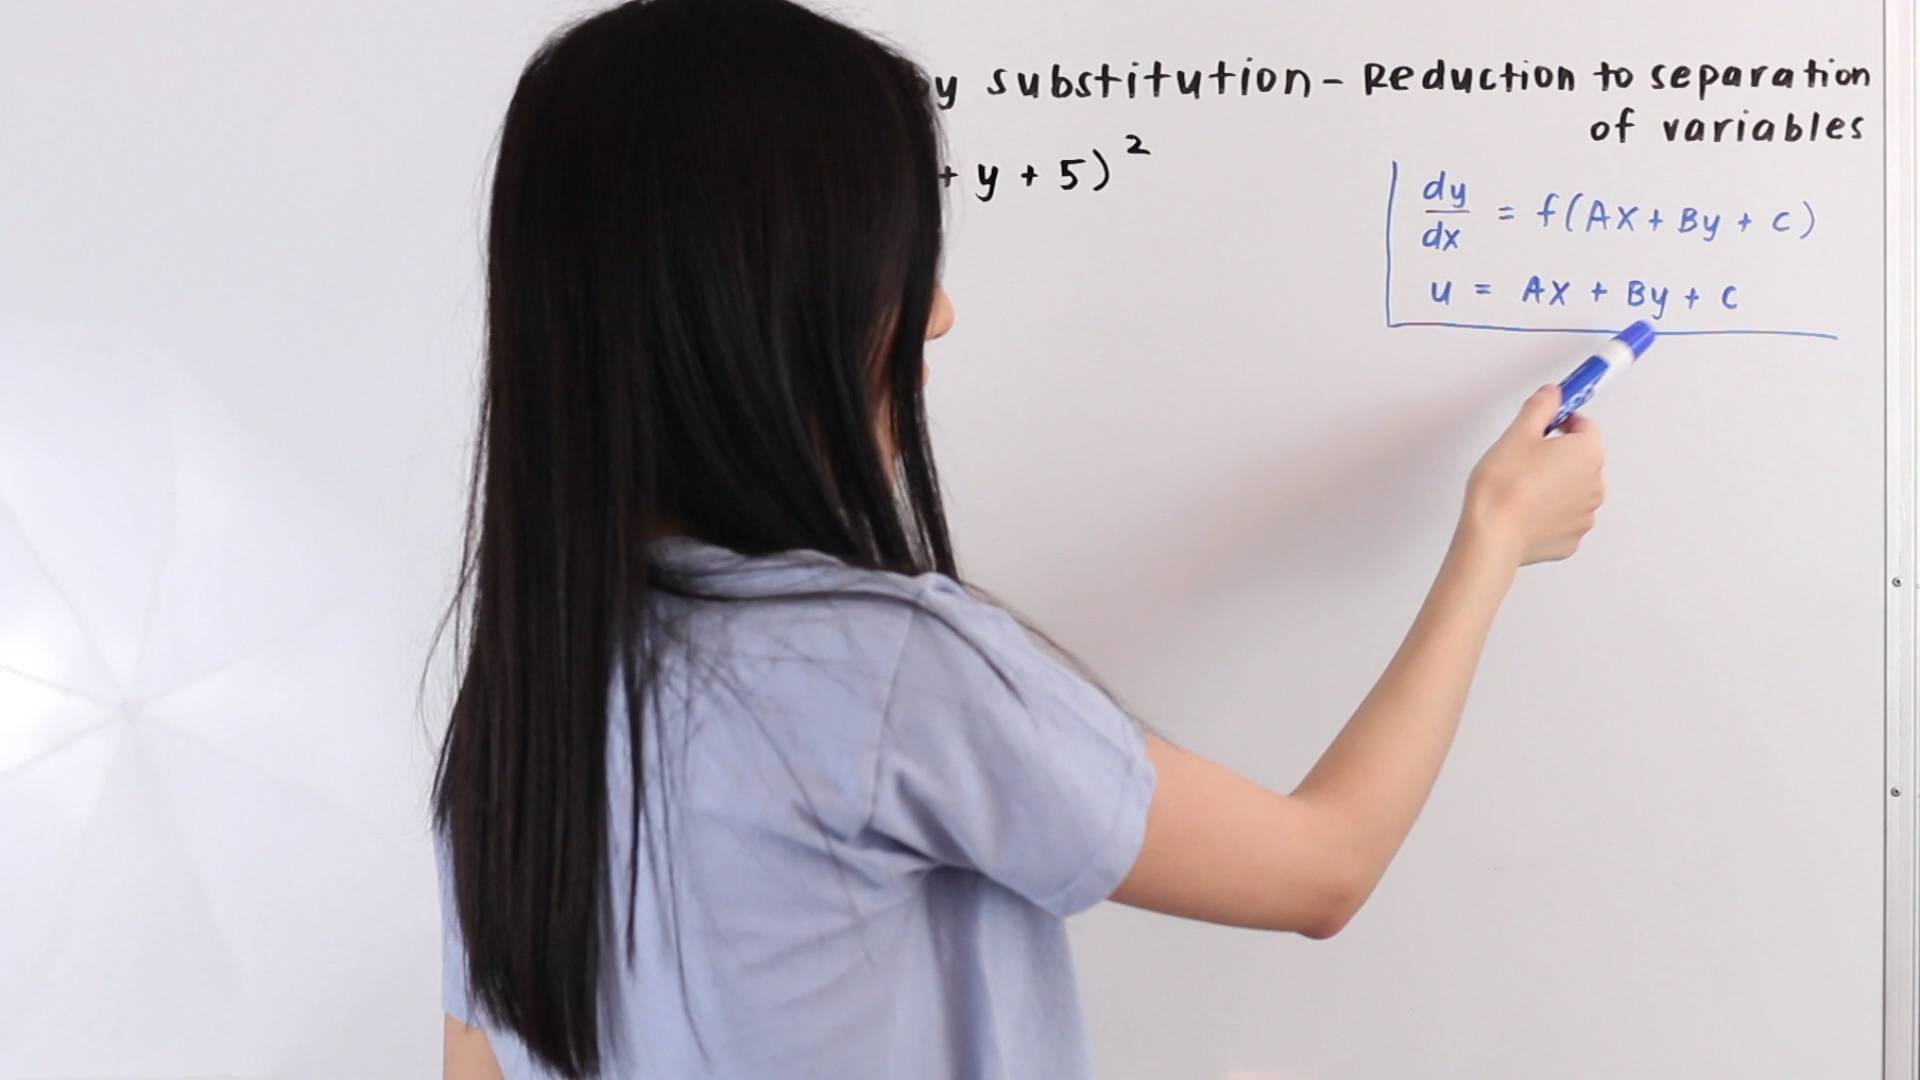 y substitution - Reduction to separation
of variables
+ y + 5)²
dy/dx = f(Ax + By + C)
u = Ax + By + C